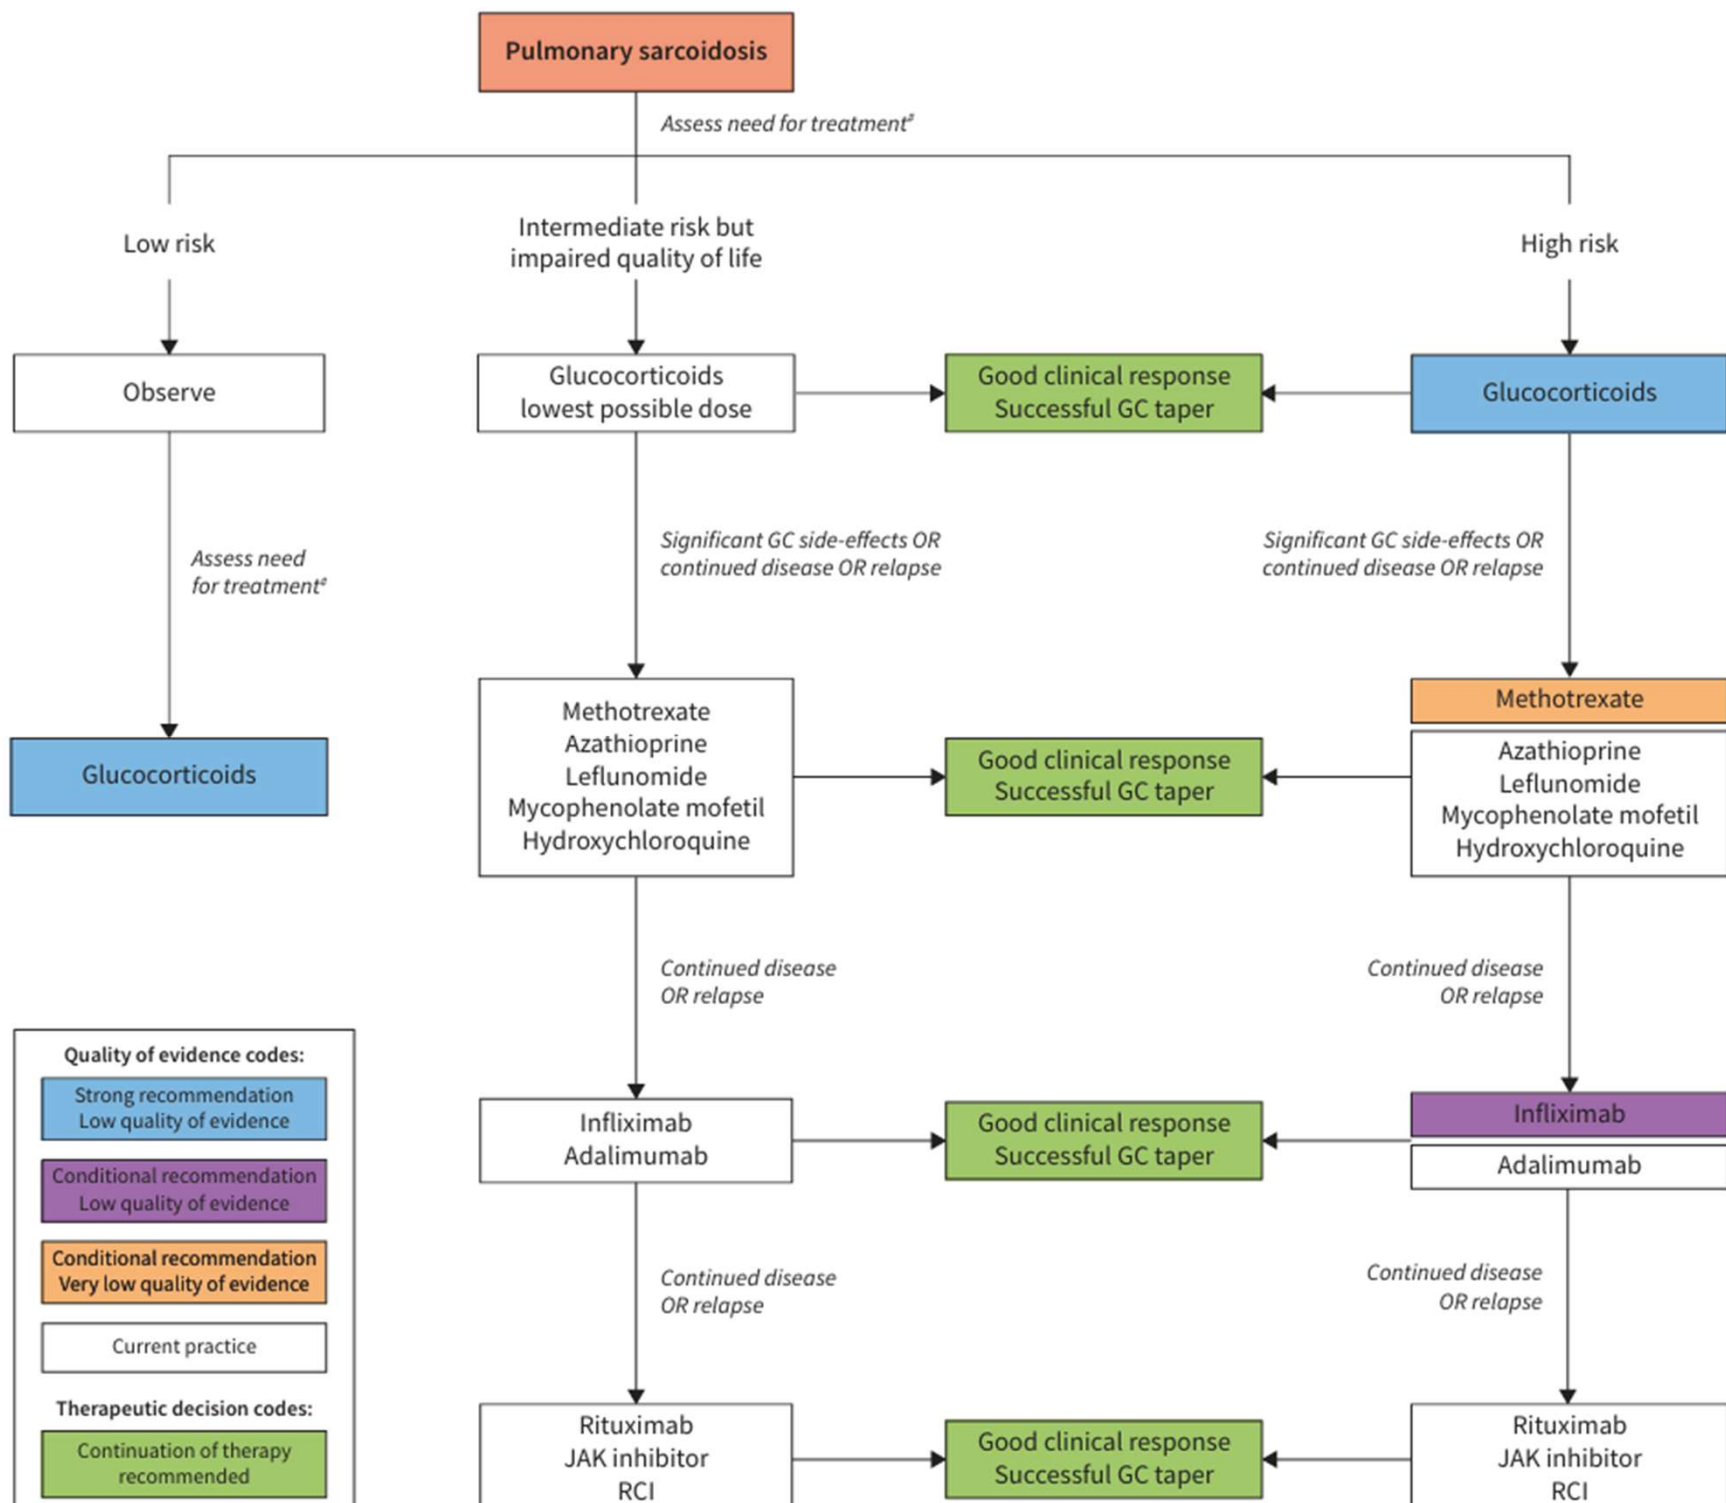 Pulmonary sarcoidosis
Assess need for treatment#
Low risk
Intermediate risk but
impaired quality of life
High risk
Observe
Glucocorticoids
lowest possible dose
Good clinical response
Successful GC taper
Glucocorticoids
Assess need
for treatment#
Significant GC side-effects OR
continued disease OR relapse
Significant GC side-effects OR
continued disease OR relapse
Glucocorticoids
Methotrexate
Azathioprine
Leflunomide
Mycophenolate mofetil
Hydroxychloroquine
Good clinical response
Successful GC taper
Methotrexate
Azathioprine
Leflunomide
Mycophenolate mofetil
Hydroxychloroquine
Continued disease
OR relapse
Continued disease
OR relapse
Infliximab
Adalimumab
Good clinical response
Successful GC taper
Infliximab
Adalimumab
Continued disease
OR relapse
Continued disease
OR relapse
Rituximab
JAK inhibitor
RCI
Good clinical response
Successful GC taper
Rituximab
JAK inhibitor
RCI
Quality of evidence codes:
Strong recommendation
Low quality of evidence
Conditional recommendation
Low quality of evidence
Conditional recommendation
Very low quality of evidence
Current practice
Therapeutic decision codes:
Continuation of therapy
recommended